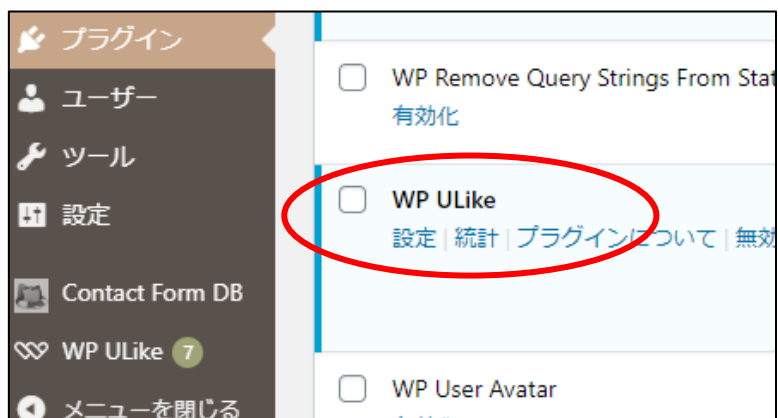 プラグイン
ユーザー
ツール
設定
Contact Form DB
WP ULike 7
メニューを閉じる
WP Remove Query Strings From Stat
有効化
WP ULike
設定 | 統計 | プラグインについて | 無効
WP User Avatar